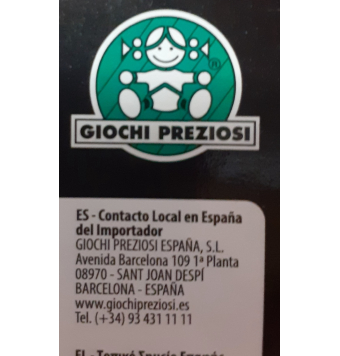 GIOCHI PREZIOSI
ES - Contacto Local en España
del Importador
GIOCHI PREZIOSI ESPAÑA, S.L.
Avenida Barcelona 109 1ª Planta
08970 - SANT JOAN DESPÍ
BARCELONA - ESPAÑA
www.giochipreziosi.es
Tel. (+34) 93 431 11 11